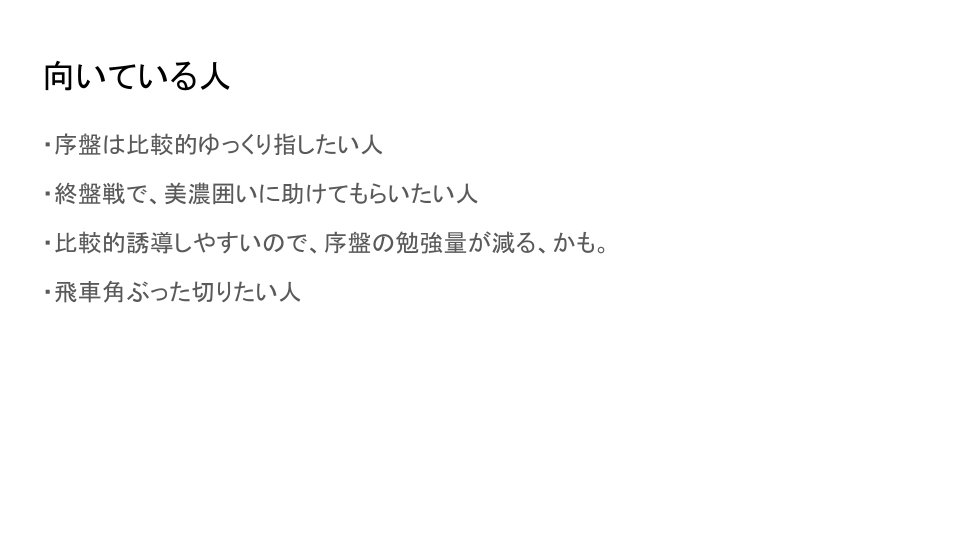 向いている人
・序盤は比較的ゆっくり指したい人
・終盤戦で、美濃囲いに助けてもらいたい人
・比較的誘導しやすいので、序盤の勉強量が減る、かも。
・飛車角ぶった切りたい人